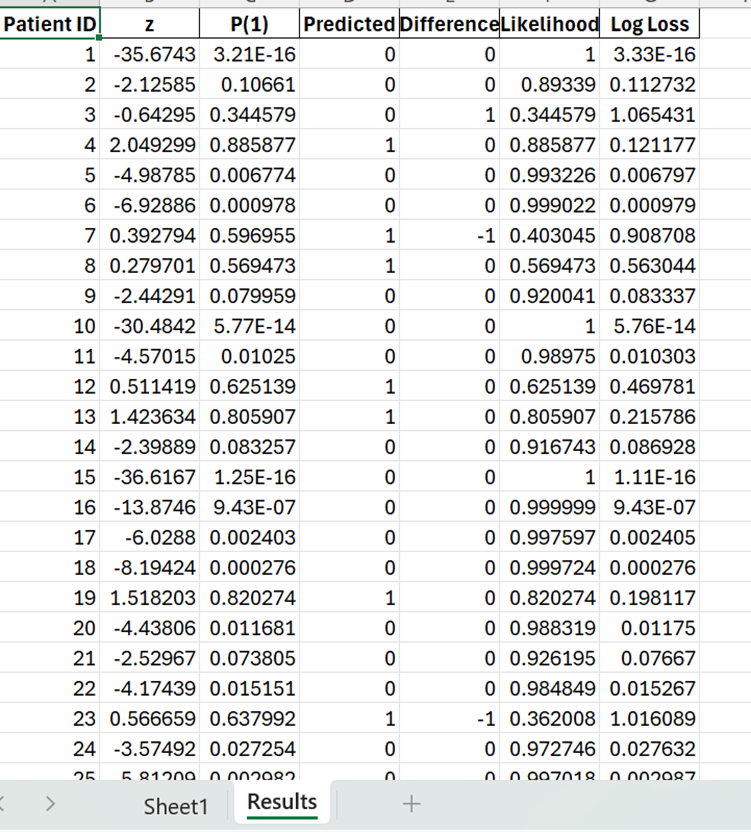 Patient ID z P(1) Predicted Difference Likelihood Log Loss
1 -35.6743 3.21E-16 0 0 1 3.33E-16
2 -2.12585 0.10661 0 0 0.89339 0.112732
3 -0.64295 0.344579 0 1 0.344579 1.065431
4 2.049299 0.885877 1 0 0.885877 0.121177
5 -4.98785 0.006774 0 0 0.993226 0.006797
6 -6.92886 0.000978 0 0 0.999022 0.000979
7 0.392794 0.596955 1 -1 0.403045 0.908708
8 0.279701 0.569473 1 0 0.569473 0.563044
9 -2.44291 0.079959 0 0 0.920041 0.083337
10 -30.4842 5.77E-14 0 0 1 5.76E-14
11 -4.57015 0.01025 0 0 0.98975 0.010303
12 0.511419 0.625139 1 0 0.625139 0.469781
13 1.423634 0.805907 1 0 0.805907 0.215786
14 -2.39889 0.083257 0 0 0.916743 0.086928
15 -36.6167 1.25E-16 0 0 1 1.11E-16
16 -13.8746 9.43E-07 0 0 0.999999 9.43E-07
17 -6.0288 0.002403 0 0 0.997597 0.002405
18 -8.19424 0.000276 0 0 0.999724 0.000276
19 1.518203 0.820274 1 0 0.820274 0.198117
20 -4.43806 0.011681 0 0 0.988319 0.01175
21 -2.52967 0.073805 0 0 0.926195 0.07667
22 -4.17439 0.015151 0 0 0.984849 0.015267
23 0.566659 0.637992 1 -1 0.362008 1.016089
24 -3.57492 0.027254 0 0 0.972746 0.027632
25 5.81209 0.002982 0 0 0.997018 0.002987
Sheet1 Results